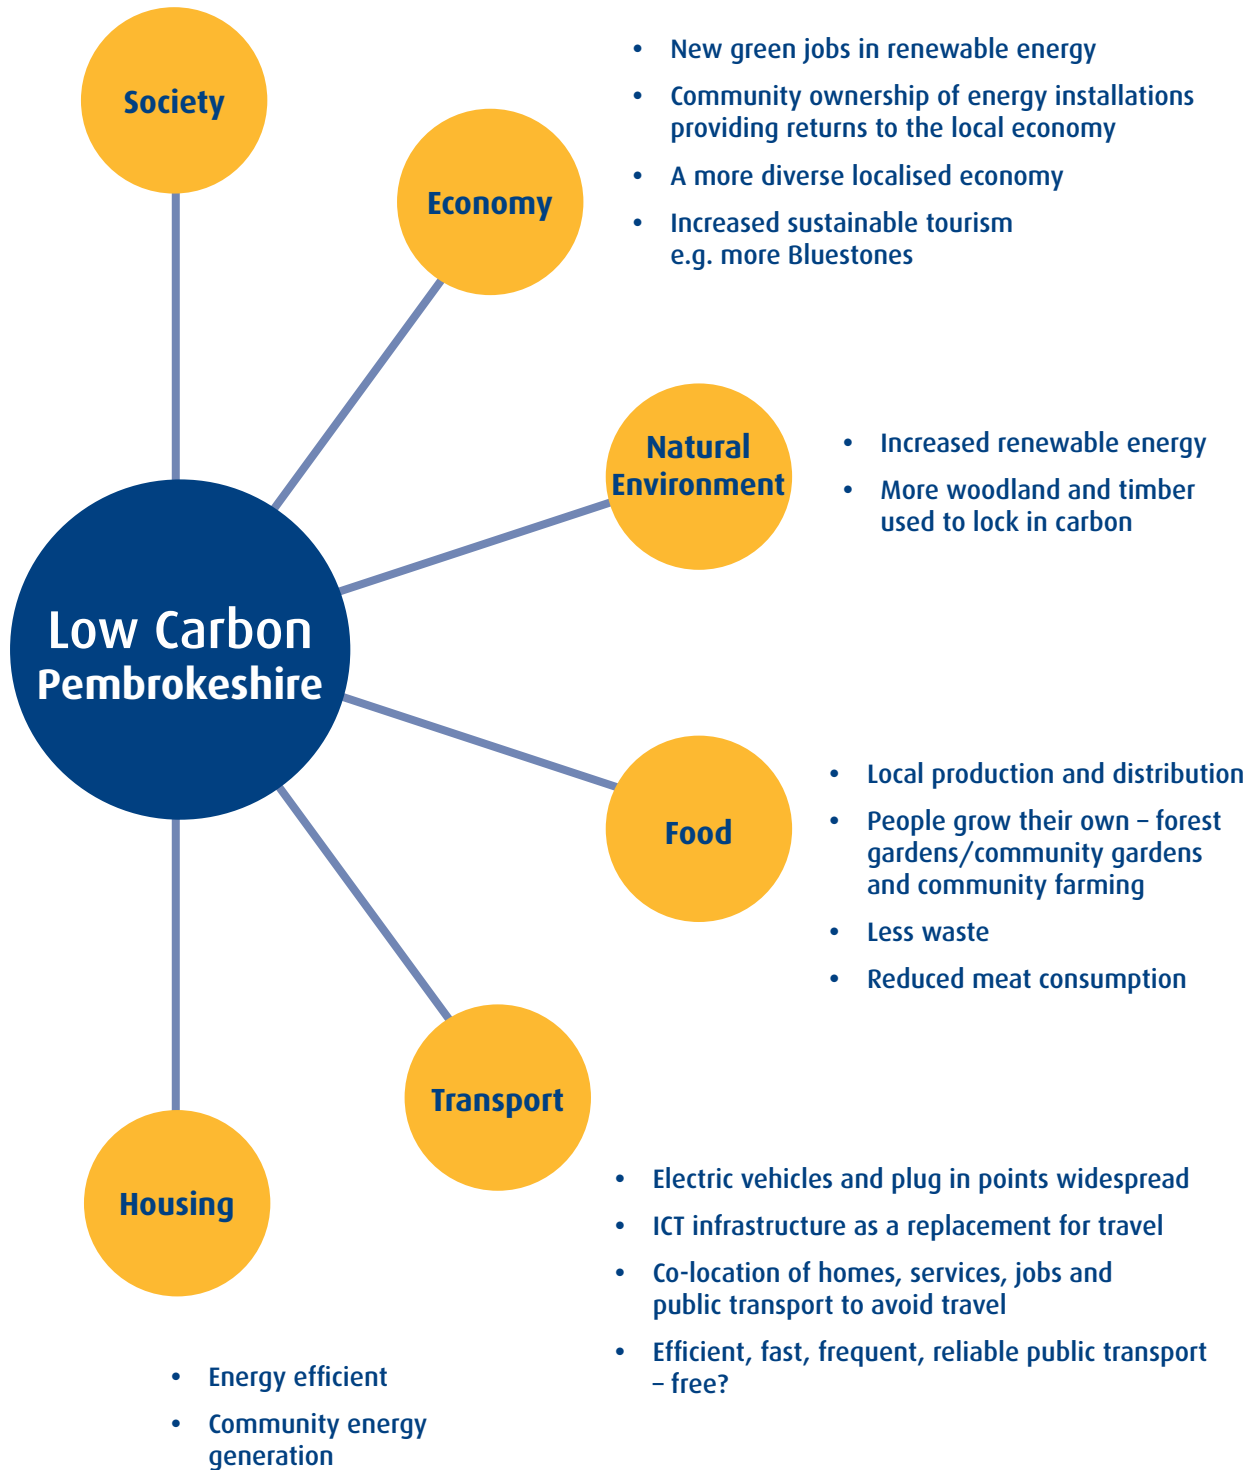 Society
Economy
• New green jobs in renewable energy
• Community ownership of energy installations
providing returns to the local economy
• A more diverse localised economy
• Increased sustainable tourism
e.g. more Bluestones
Natural
Environment
• Increased renewable energy
• More woodland and timber
used to lock in carbon
Low Carbon
Pembrokeshire
Food
• Local production and distribution
• People grow their own – forest
gardens/community gardens
and community farming
• Less waste
• Reduced meat consumption
Transport
• Electric vehicles and plug in points widespread
• ICT infrastructure as a replacement for travel
• Co-location of homes, services, jobs and
public transport to avoid travel
• Efficient, fast, frequent, reliable public transport
– free?
Housing
• Energy efficient
• Community energy
generation